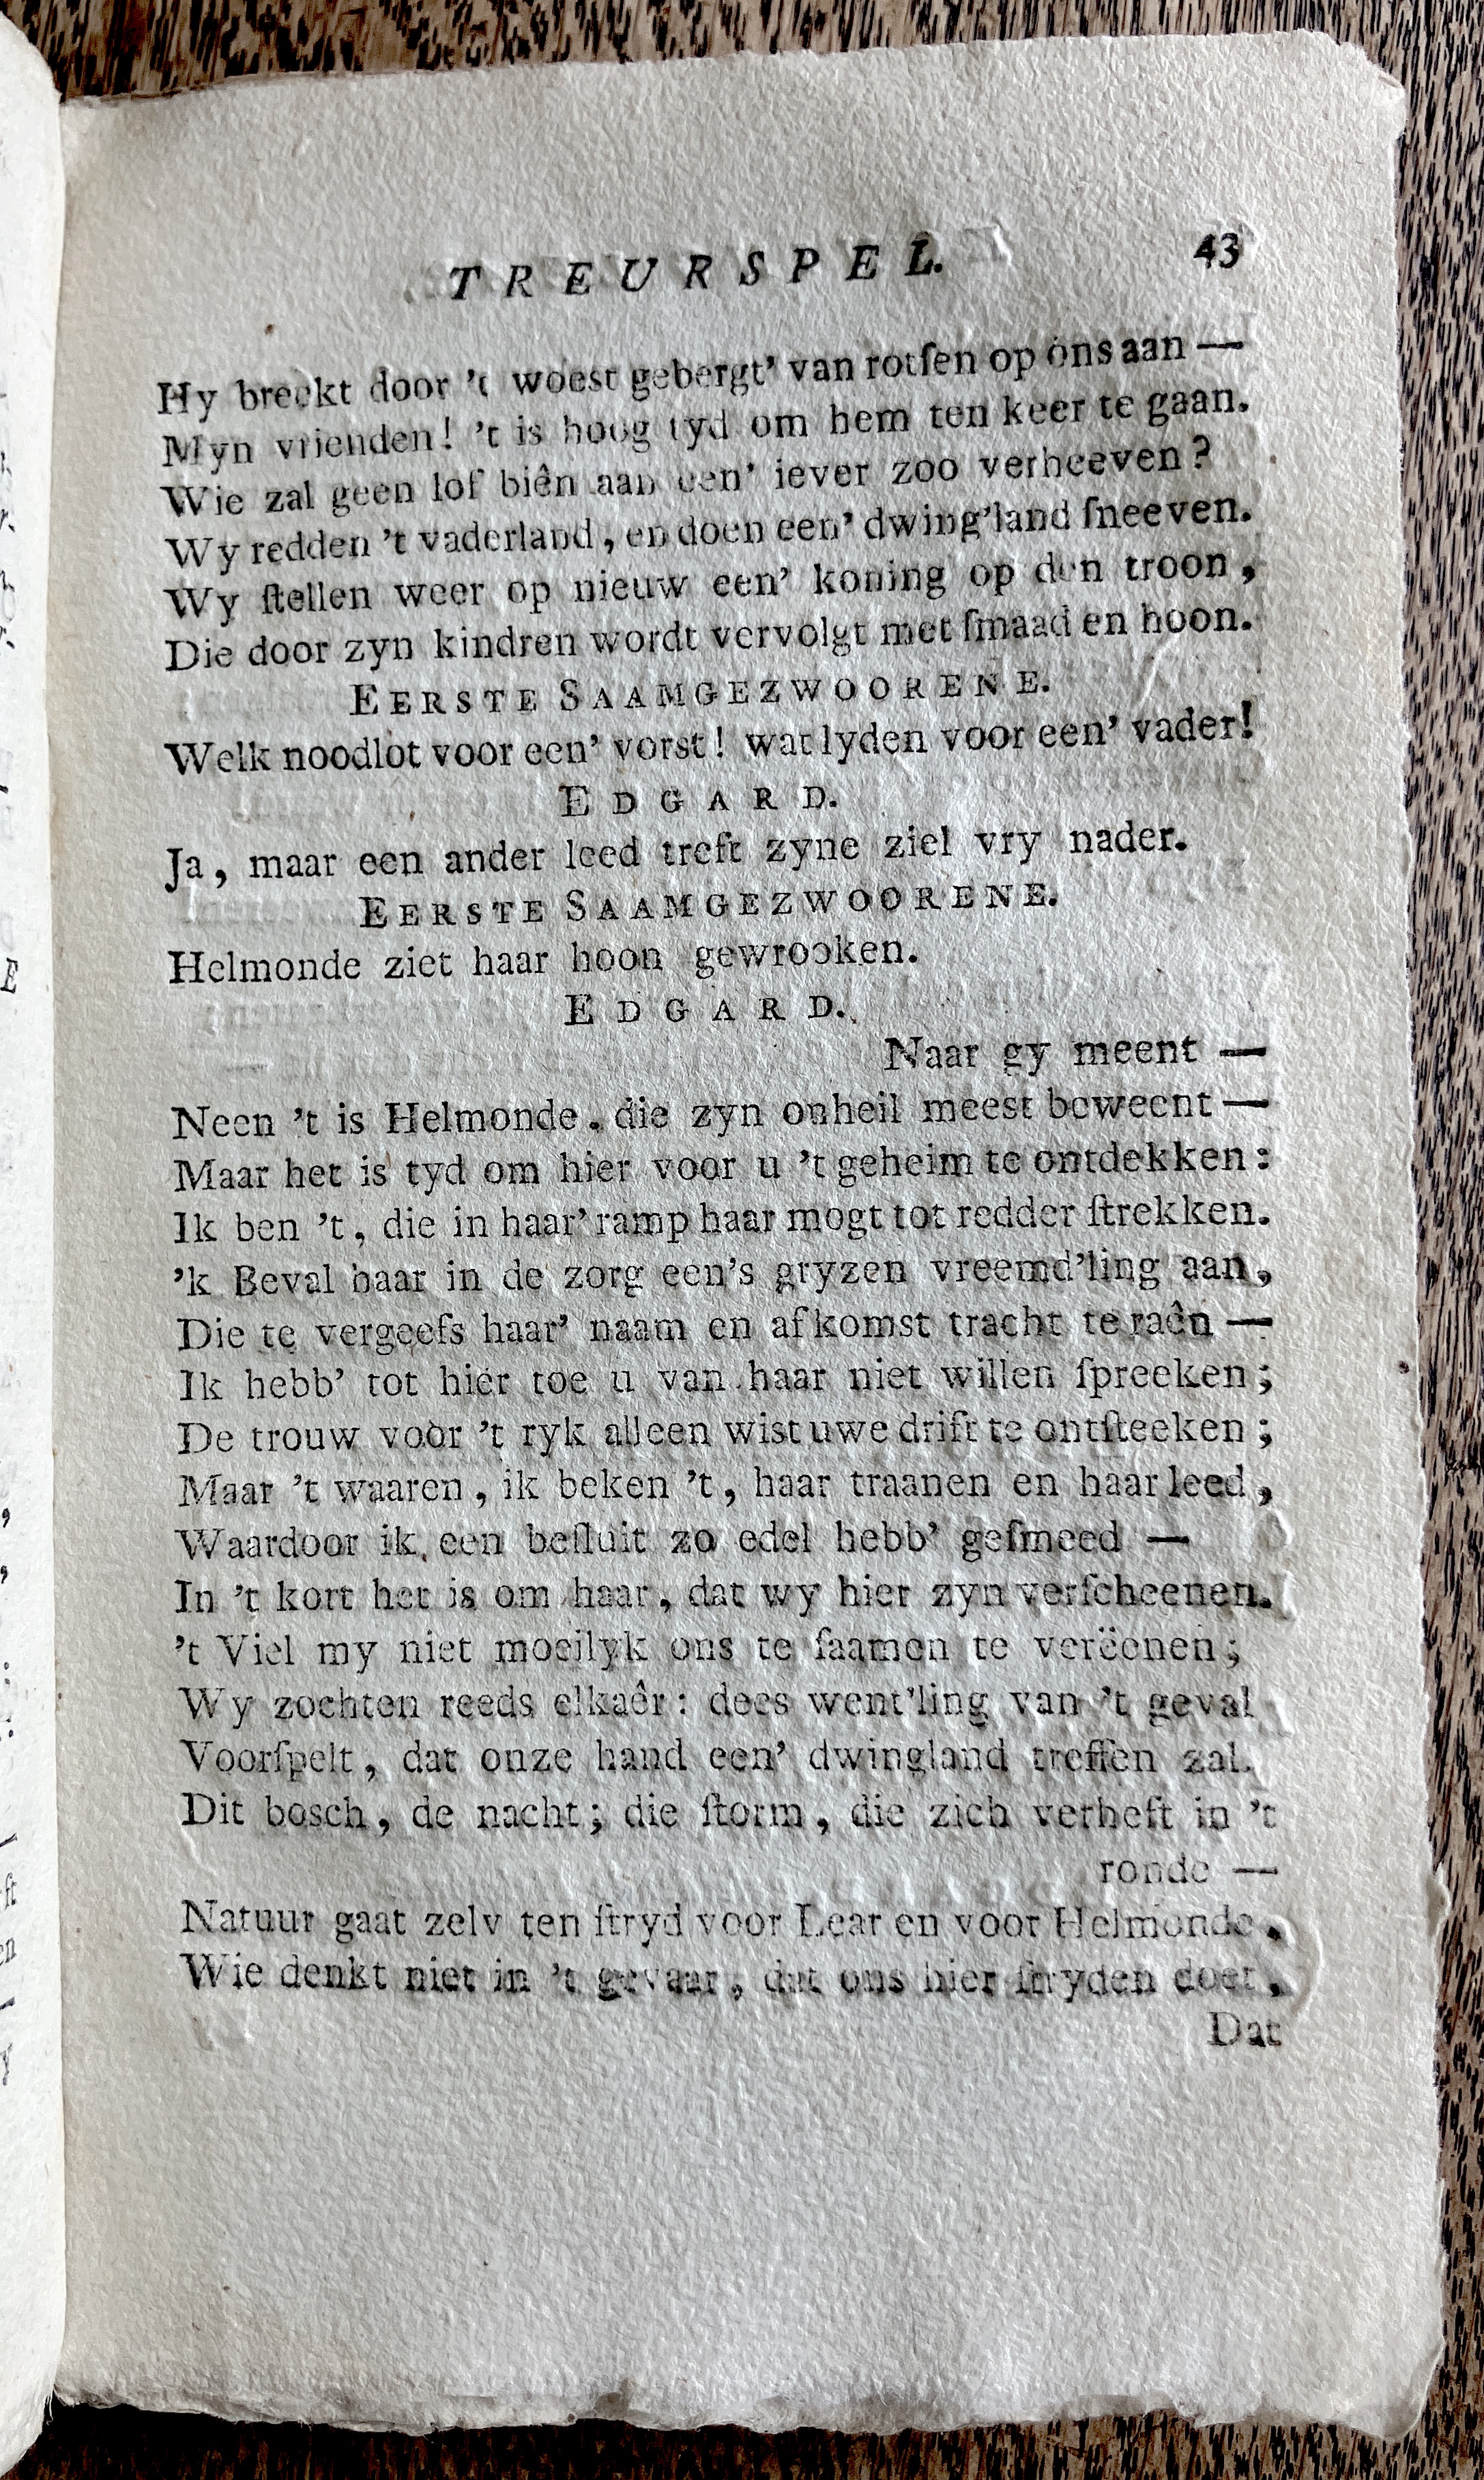 TREURSPEL. 43
Hy breekt door 't woest gebergt' van rotſen op ons aan —
Myn vrienden! 't is hoog tyd om hem ten keer te gaan.
Wie zal geen lof biên aan een' iever zoo verheeven?
Wy redden 't vaderland, en doen een' dwing'land ſneeven.
Wy ſtellen weer op nieuw een' koning op den troon,
Die door zyn kindren wordt vervolgt met ſmaad en hoon.
EERSTE SAAMGEZWOORENE.
Welk noodlot voor een' vorst! wat lyden voor een' vader!
EDGARD.
Ja, maar een ander leed treft zyne ziel vry nader.
EERSTE SAAMGEZWOORENE.
Helmonde ziet haar hoon gewrooken.
EDGARD.
Naar gy meent —
Neen 't is Helmonde, die zyn onheil meest beweent —
Maar het is tyd om hier voor u 't geheim te ontdekken:
Ik ben 't, die in haar' ramp haar mogt tot redder ſtrekken.
'k Beval haar in de zorg een's gryzen vreemd'ling aan,
Die te vergeefs haar' naam en afkomst tracht te raên —
Ik hebb' tot hier toe u van haar niet willen ſpreeken;
De trouw voor 't ryk alleen wist uwe drift te ontſteeken;
Maar 't waaren, ik beken 't, haar traanen en haar leed,
Waardoor ik een beſluit zo edel hebb' geſmeed —
In 't kort het is om haar, dat wy hier zyn verſcheenen.
't Viel my niet moeilyk ons te ſaamen te verëenen;
Wy zochten reeds elkaêr: dees went'ling van 't geval
Voorſpelt, dat onze hand een' dwingland treffen zal.
Dit bosch, de nacht; die ſtorm, die zich verheft in 't
ronde —
Natuur gaat zelv ten ſtryd voor Lear en voor Helmonde.
Wie denkt niet in 't gevaar, dat ons hier ſtryden doet,
Dat